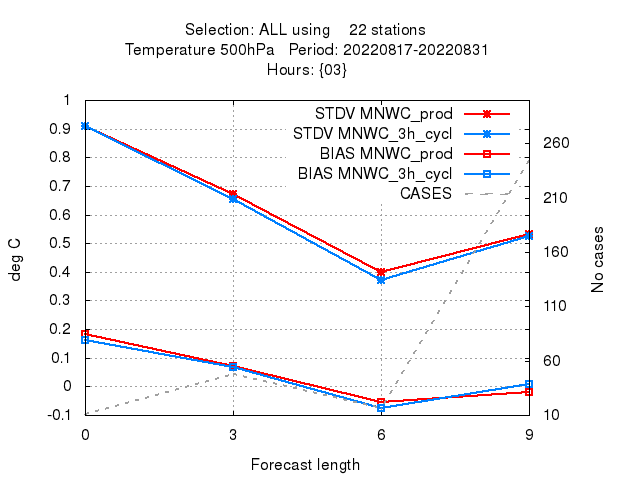 Selection: ALL using    22 stations
Temperature 500hPa   Period: 20220817-20220831
Hours: {03}
STDV MNWC_prod
STDV MNWC_3h_cycl
BIAS MNWC_prod
BIAS MNWC_3h_cycl
CASES
1
0.9
0.8
0.7
0.6
0.5
0.4
0.3
0.2
0.1
0
-0.1
deg C
260
210
160
110
60
10
No cases
0 3 6 9
Forecast length